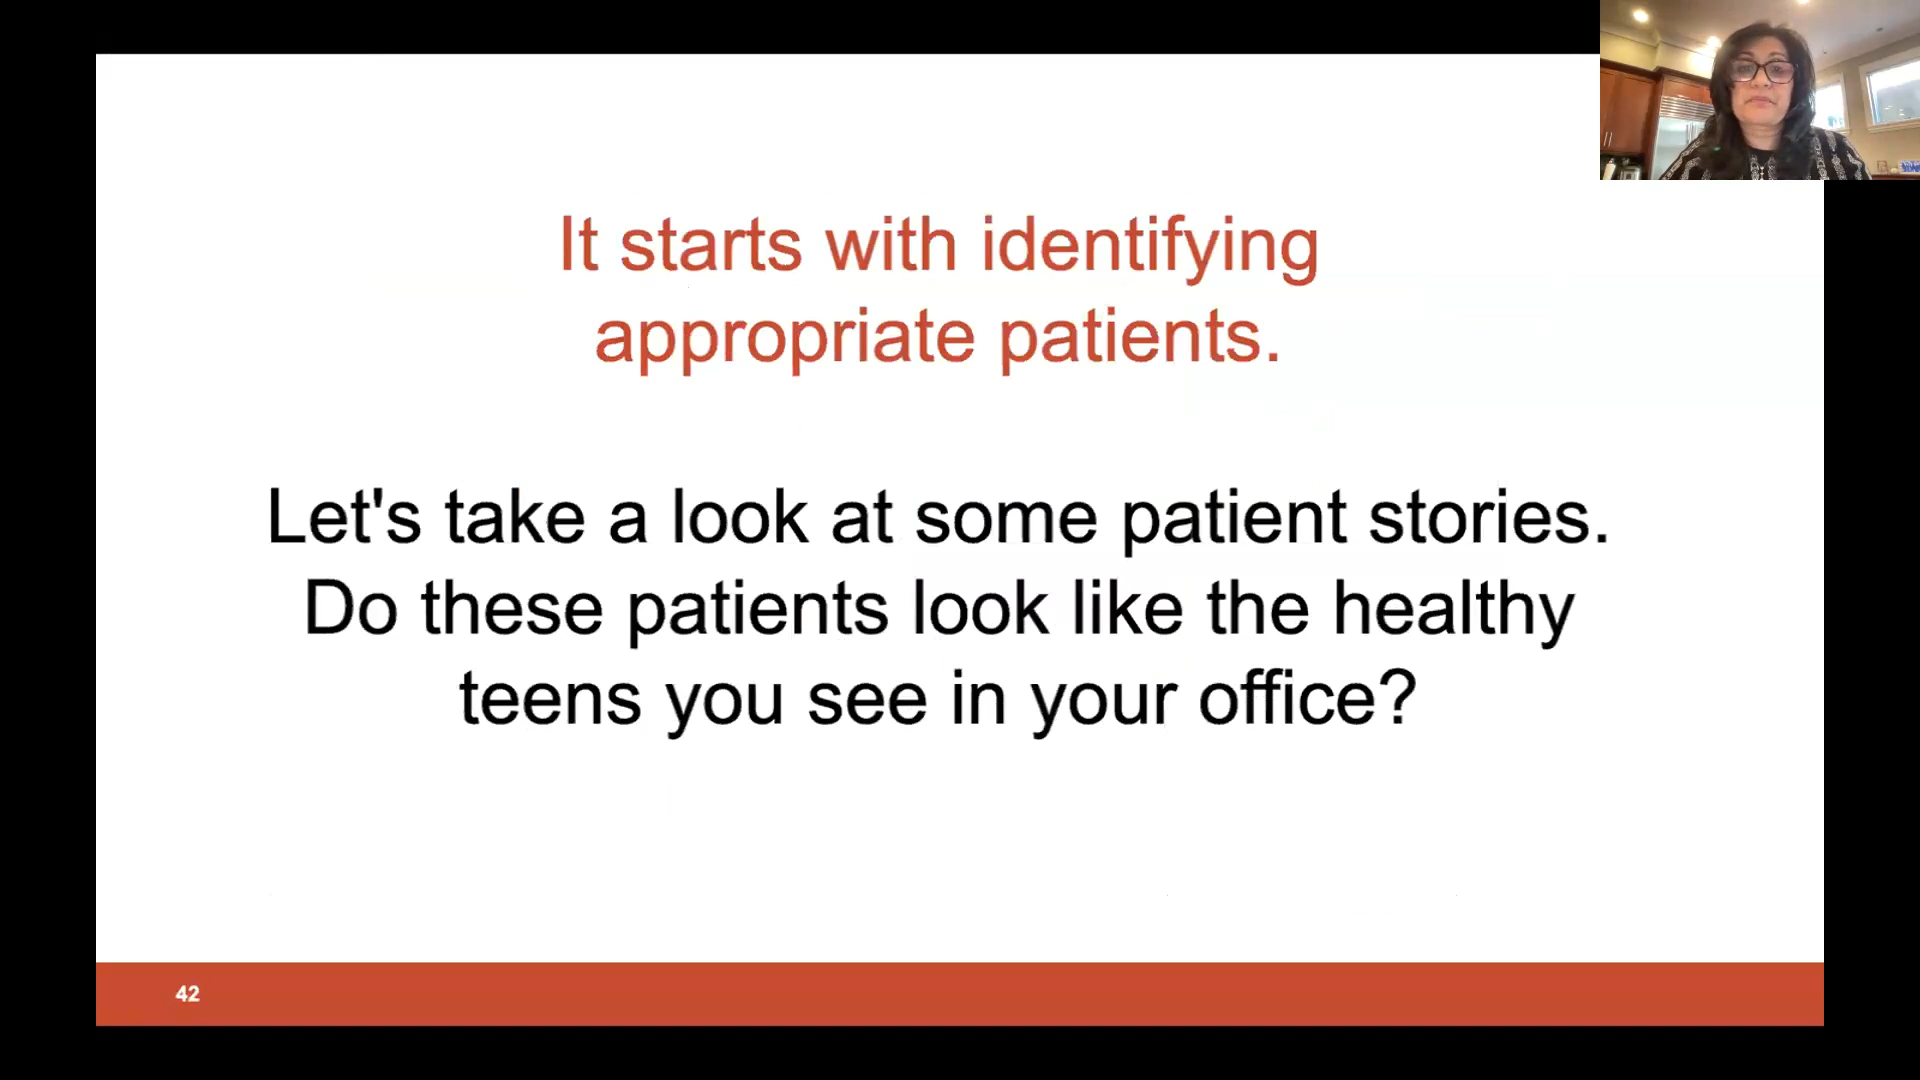 It starts with identifying
appropriate patients.
Let's take a look at some patient stories.
Do these patients look like the healthy
teens you see in your office?
42